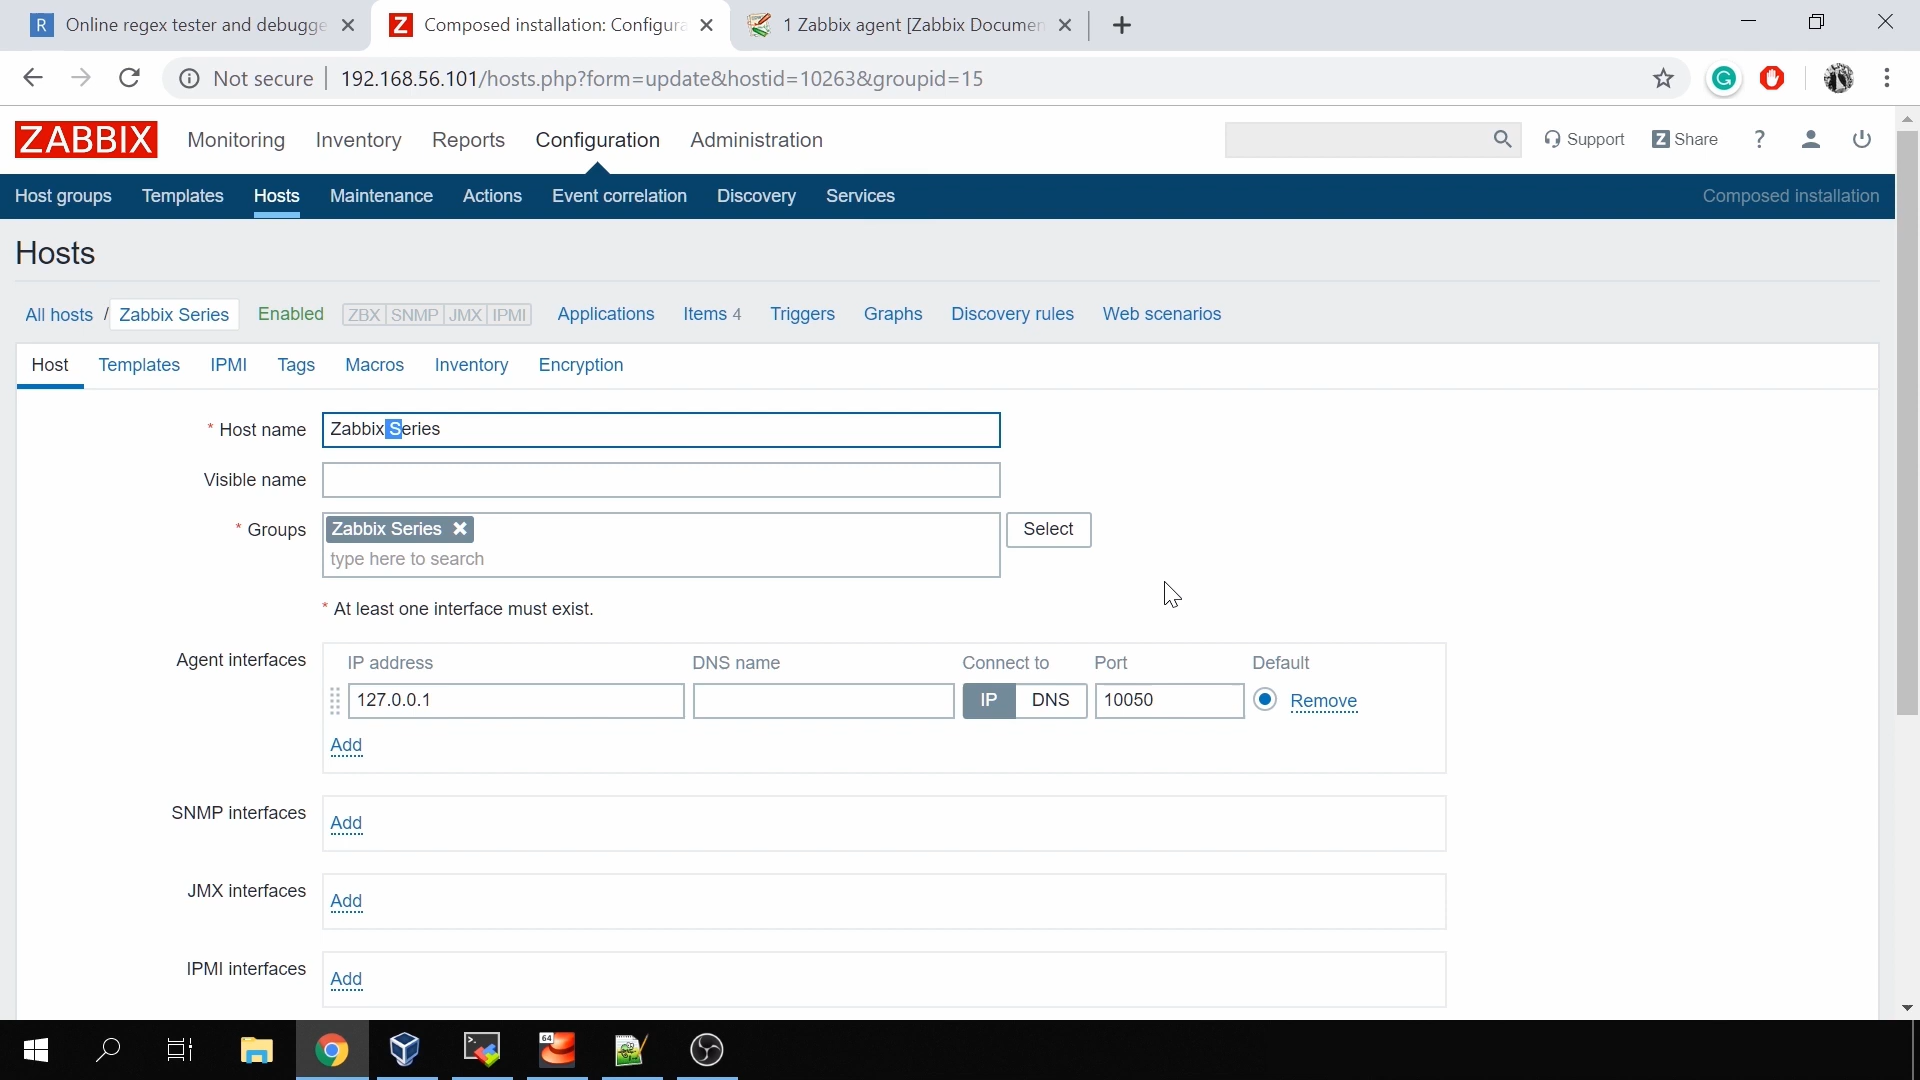 Online regex tester and debugge
Composed installation: Configura
1 Zabbix agent [Zabbix Documen
Not secure 192.168.56.101/hosts.php?form=update&hostid=10263&groupid=15
ZABBIX Monitoring Inventory Reports Configuration Administration Support Z Share ?
Host groups Templates Hosts Maintenance Actions Event correlation Discovery Services Composed installation
Hosts
All hosts / Zabbix Series Enabled ZBX SNMP JMX IPMI Applications Items 4 Triggers Graphs Discovery rules Web scenarios
Host Templates IPMI Tags Macros Inventory Encryption
* Host name Zabbix Series
Visible name
* Groups Zabbix Series Select
type here to search
* At least one interface must exist.
Agent interfaces IP address DNS name Connect to Port Default
127.0.0.1 IP DNS 10050 Remove
Add
SNMP interfaces Add
JMX interfaces Add
IPMI interfaces Add
64